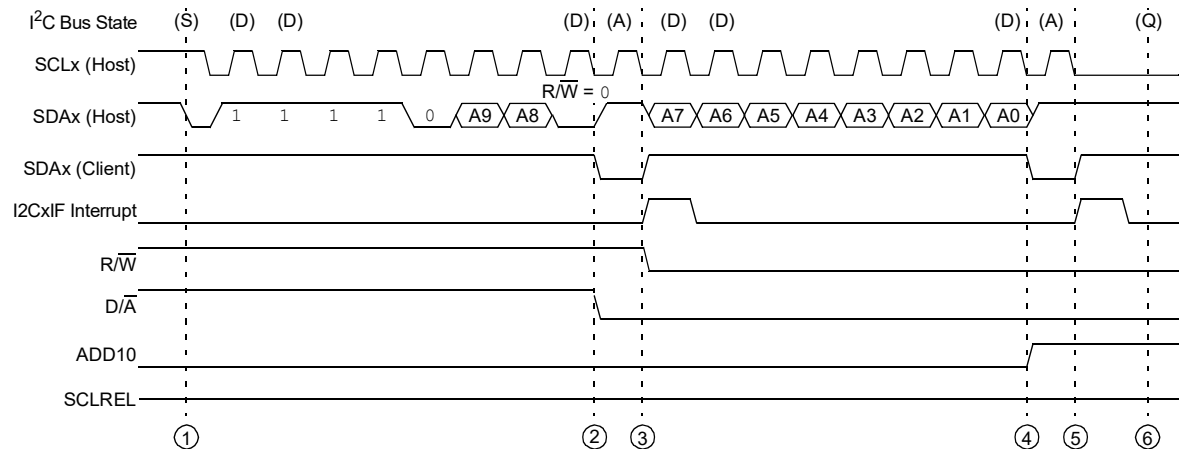 I²C Bus State (S) (D) (D) (D) (A) (D) (D) (D) (A) (Q)
SCLx (Host)
R/W̅ = 0
SDAx (Host) 1 1 1 1 0 A9 A8 A7 A6 A5 A4 A3 A2 A1 A0
SDAx (Client)
I2CxIF Interrupt
R/W̅
D/A̅
ADD10
SCLREL
1 2 3 4 5 6